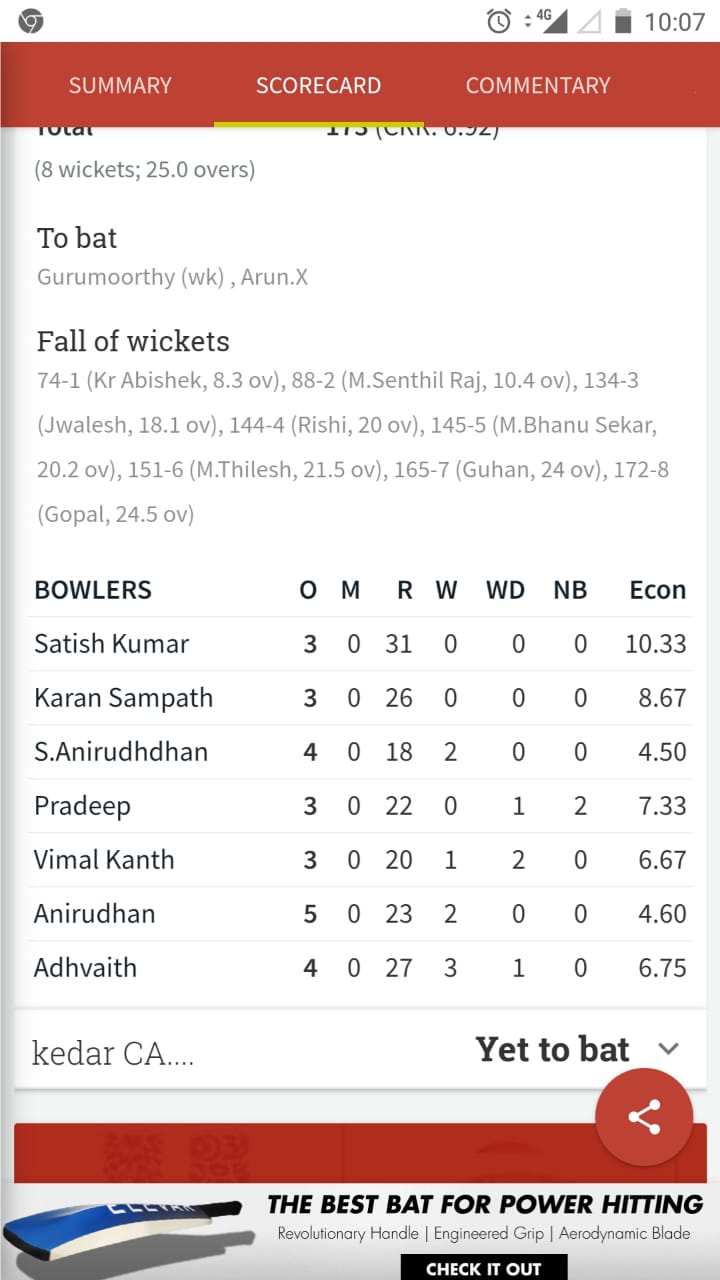 4G 10:07
SUMMARY SCORECARD COMMENTARY
Total 173 (CRR: 6.92)
(8 wickets; 25.0 overs)
To bat
Gurumoorthy (wk) , Arun.X
Fall of wickets
74-1 (Kr Abishek, 8.3 ov), 88-2 (M.Senthil Raj, 10.4 ov), 134-3
(Jwalesh, 18.1 ov), 144-4 (Rishi, 20 ov), 145-5 (M.Bhanu Sekar,
20.2 ov), 151-6 (M.Thilesh, 21.5 ov), 165-7 (Guhan, 24 ov), 172-8
(Gopal, 24.5 ov)
BOWLERS O M R W WD NB Econ
Satish Kumar 3 0 31 0 0 0 10.33
Karan Sampath 3 0 26 0 0 0 8.67
S.Anirudhdhan 4 0 18 2 0 0 4.50
Pradeep 3 0 22 0 1 2 7.33
Vimal Kanth 3 0 20 1 2 0 6.67
Anirudhan 5 0 23 2 0 0 4.60
Adhvaith 4 0 27 3 1 0 6.75
kedar CA.... Yet to bat
THE BEST BAT FOR POWER HITTING
Revolutionary Handle | Engineered Grip | Aerodynamic Blade
CHECK IT OUT